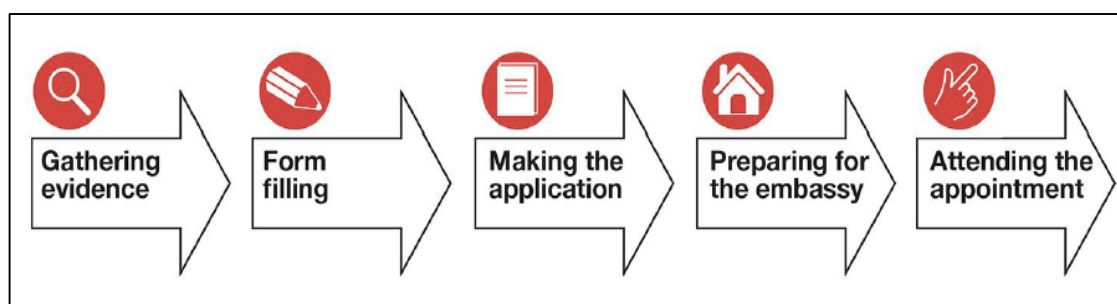 Gathering
evidence
Form
filling
Making the
application
Preparing for
the embassy
Attending the
appointment